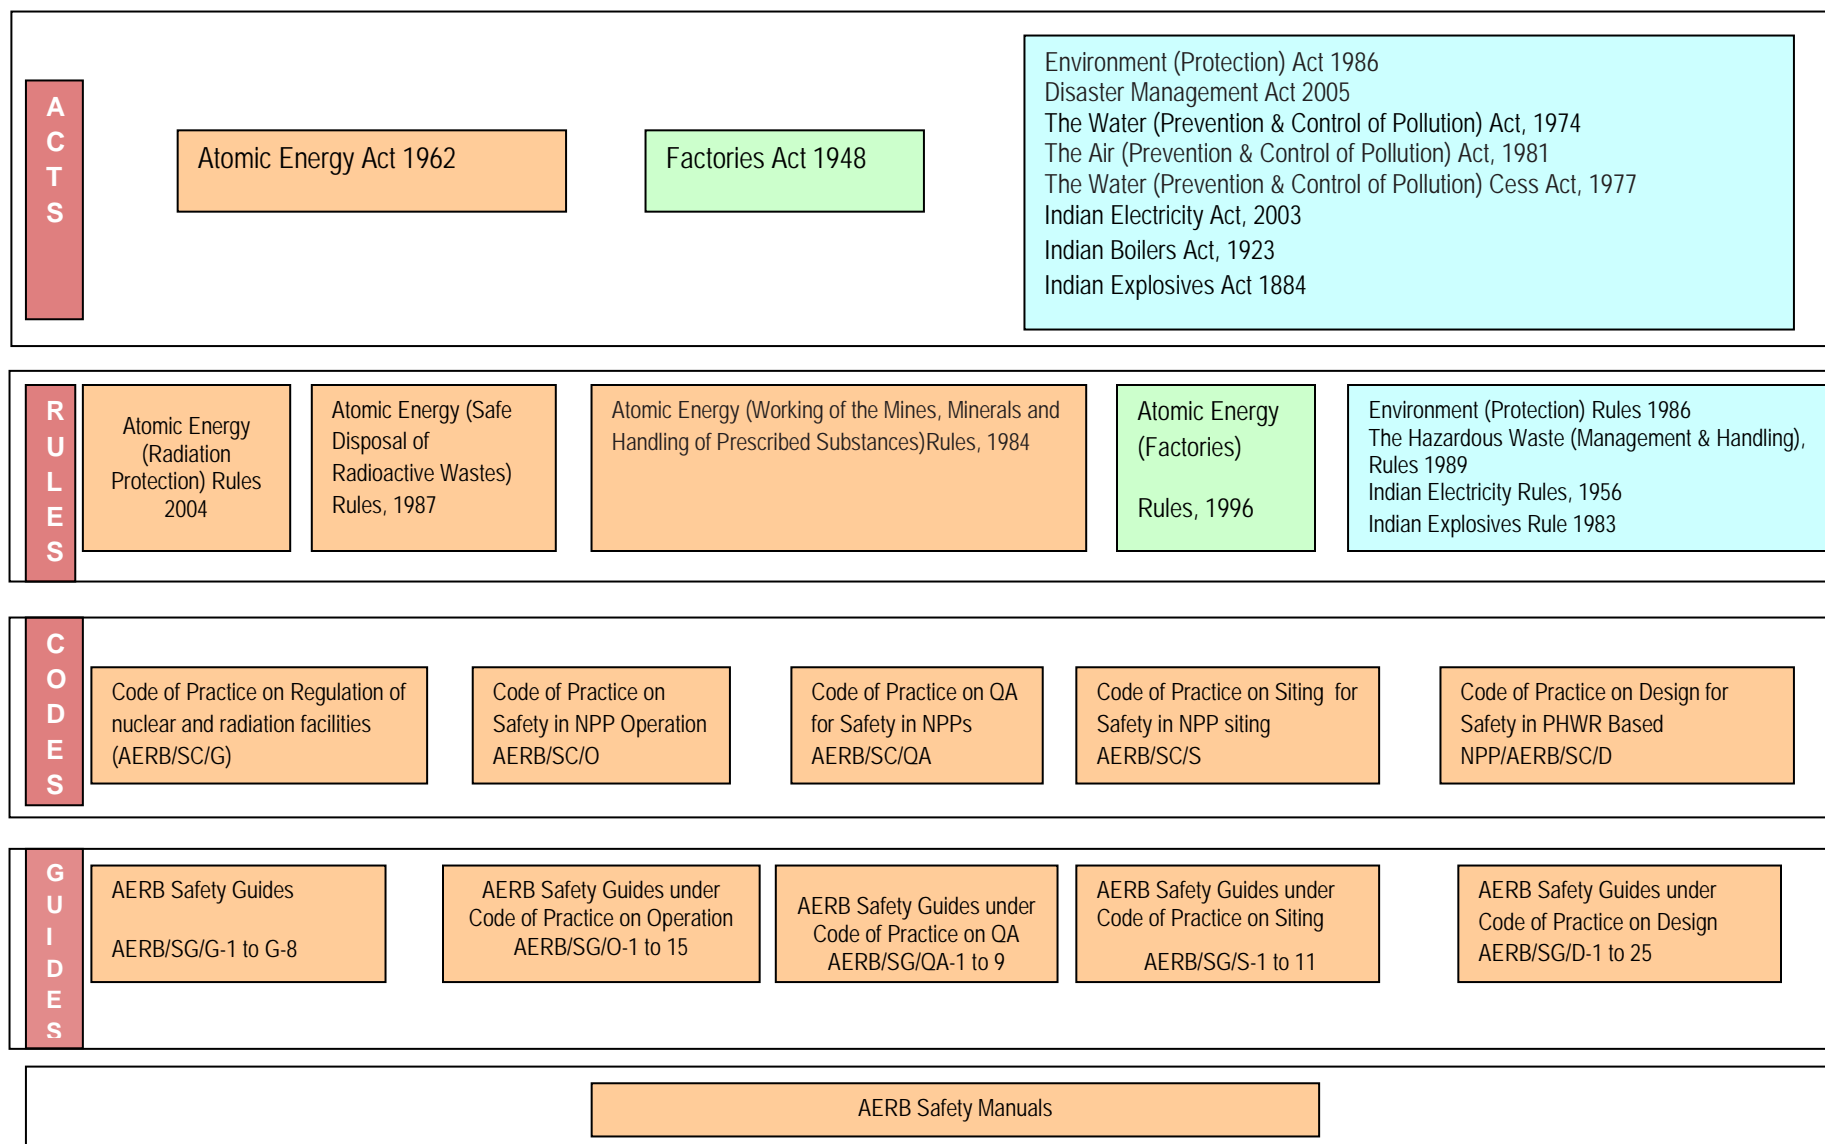 ACTS
Atomic Energy Act 1962
Factories Act 1948
Environment (Protection) Act 1986
Disaster Management Act 2005
The Water (Prevention & Control of Pollution) Act, 1974
The Air (Prevention & Control of Pollution) Act, 1981
The Water (Prevention & Control of Pollution) Cess Act, 1977
Indian Electricity Act, 2003
Indian Boilers Act, 1923
Indian Explosives Act 1884
RULES
Atomic Energy
(Radiation
Protection) Rules
2004
Atomic Energy (Safe
Disposal of
Radioactive Wastes)
Rules, 1987
Atomic Energy (Working of the Mines, Minerals and
Handling of Prescribed Substances)Rules, 1984
Atomic Energy
(Factories)
Rules, 1996
Environment (Protection) Rules 1986
The Hazardous Waste (Management & Handling),
Rules 1989
Indian Electricity Rules, 1956
Indian Explosives Rule 1983
CODES
Code of Practice on Regulation of
nuclear and radiation facilities
(AERB/SC/G)
Code of Practice on
Safety in NPP Operation
AERB/SC/O
Code of Practice on QA
for Safety in NPPs
AERB/SC/QA
Code of Practice on Siting for
Safety in NPP siting
AERB/SC/S
Code of Practice on Design for
Safety in PHWR Based
NPP/AERB/SC/D
GUIDES
AERB Safety Guides
AERB/SG/G-1 to G-8
AERB Safety Guides under
Code of Practice on Operation
AERB/SG/O-1 to 15
AERB Safety Guides under
Code of Practice on QA
AERB/SG/QA-1 to 9
AERB Safety Guides under
Code of Practice on Siting
AERB/SG/S-1 to 11
AERB Safety Guides under
Code of Practice on Design
AERB/SG/D-1 to 25
AERB Safety Manuals